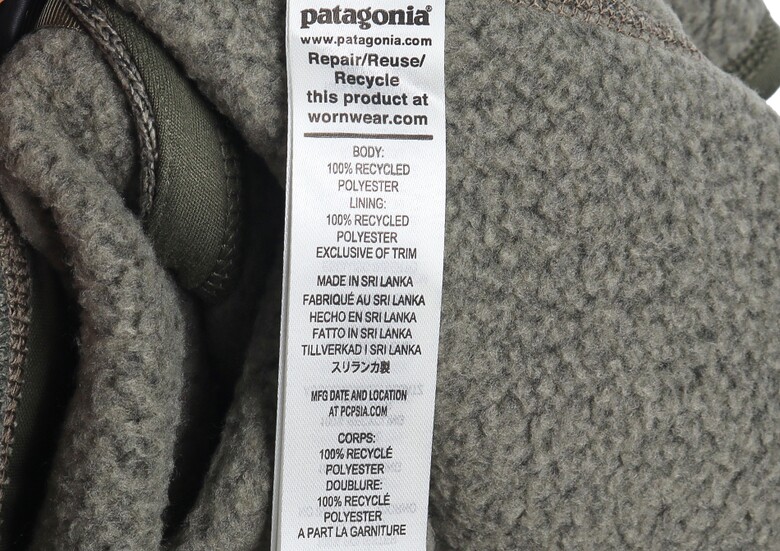 patagonia®
www.patagonia.com
Repair/Reuse/
Recycle
this product at
wornwear.com
BODY:
100% RECYCLED
POLYESTER
LINING:
100% RECYCLED
POLYESTER
EXCLUSIVE OF TRIM
MADE IN SRI LANKA
FABRIQUÉ AU SRI LANKA
HECHO EN SRI LANKA
FATTO IN SRI LANKA
TILLVERKAD I SRI LANKA
スリランカ製
MFG DATE AND LOCATION
AT PCPSIA.COM
CORPS:
100% RECYCLÉ
POLYESTER
DOUBLURE:
100% RECYCLÉ
POLYESTER
A PART LA GARNITURE